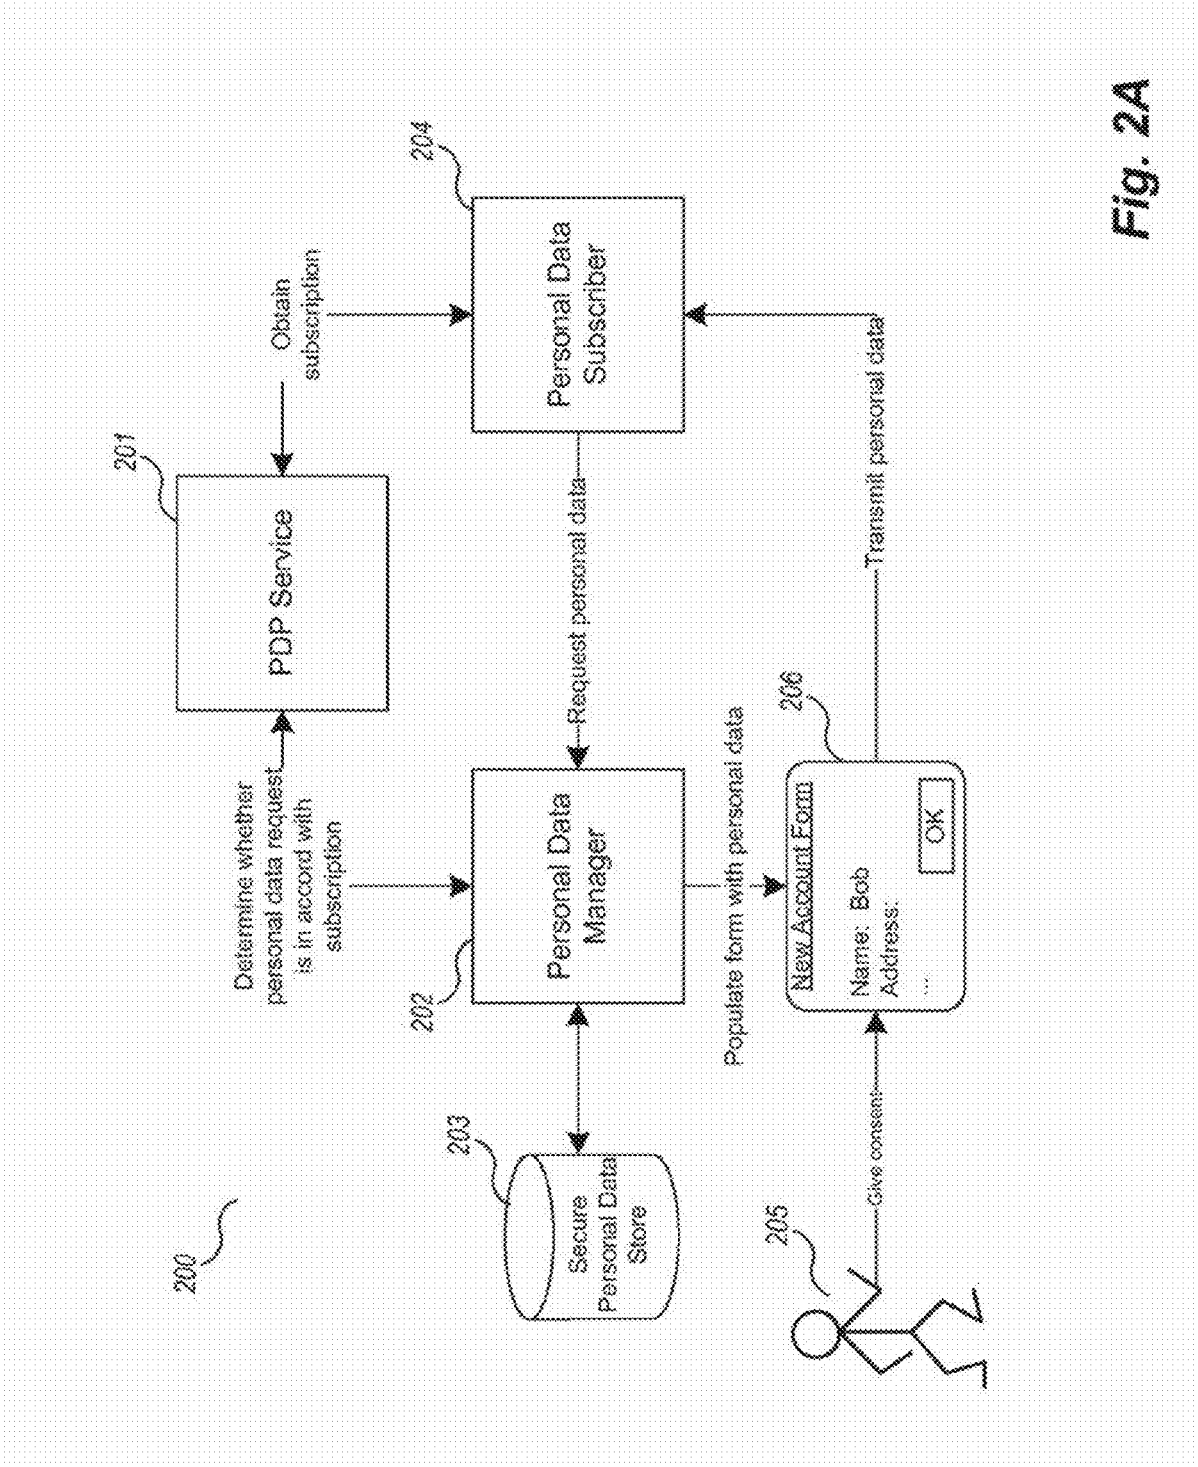 200
201
PDP Service
Determine whether
personal data request
is in accord with
subscription
Obtain
subscription
203
Secure
Personal Data
Store
202
Personal Data
Manager
Request personal data
204
Personal Data
Subscriber
Populate form with personal data
205
Give consent
206
New Account Form
Name: Bob
Address:
...
OK
Transmit personal data
Fig. 2A